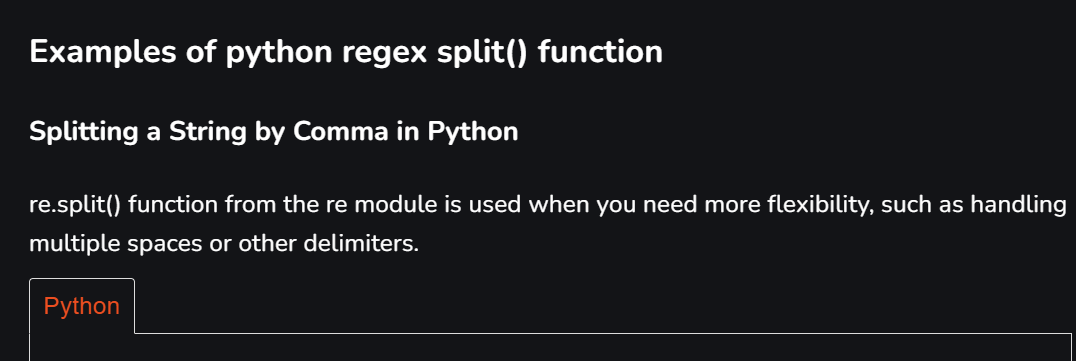 Examples of python regex split() function
Splitting a String by Comma in Python
re.split() function from the re module is used when you need more flexibility, such as handling
multiple spaces or other delimiters.
Python